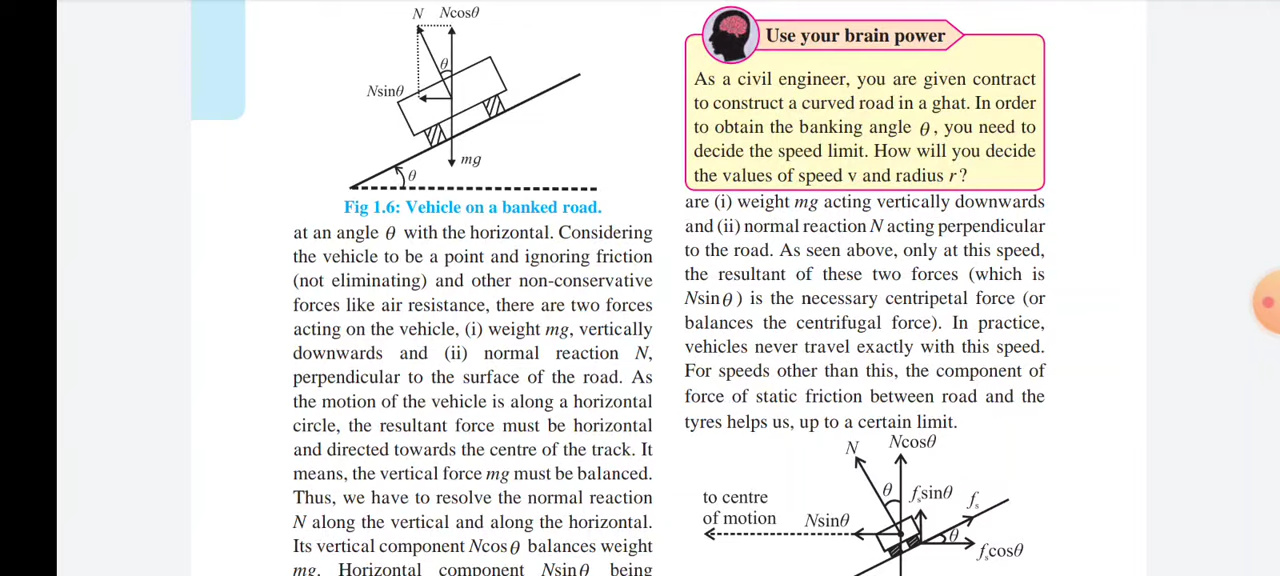 N Ncosθ
θ
Nsinθ
mg
θ
Fig 1.6: Vehicle on a banked road.
at an angle θ with the horizontal. Considering
the vehicle to be a point and ignoring friction
(not eliminating) and other non-conservative
forces like air resistance, there are two forces
acting on the vehicle, (i) weight mg, vertically
downwards and (ii) normal reaction N,
perpendicular to the surface of the road. As
the motion of the vehicle is along a horizontal
circle, the resultant force must be horizontal
and directed towards the centre of the track. It
means, the vertical force mg must be balanced.
Thus, we have to resolve the normal reaction
N along the vertical and along the horizontal.
Its vertical component Ncosθ balances weight
mg. Horizontal component Nsinθ being
Use your brain power
As a civil engineer, you are given contract
to construct a curved road in a ghat. In order
to obtain the banking angle θ, you need to
decide the speed limit. How will you decide
the values of speed v and radius r?
are (i) weight mg acting vertically downwards
and (ii) normal reaction N acting perpendicular
to the road. As seen above, only at this speed,
the resultant of these two forces (which is
Nsinθ) is the necessary centripetal force (or
balances the centrifugal force). In practice,
vehicles never travel exactly with this speed.
For speeds other than this, the component of
force of static friction between road and the
tyres helps us, up to a certain limit.
N Ncosθ
θ fₛsinθ fₛ
to centre
of motion Nsinθ
θ
fₛcosθ